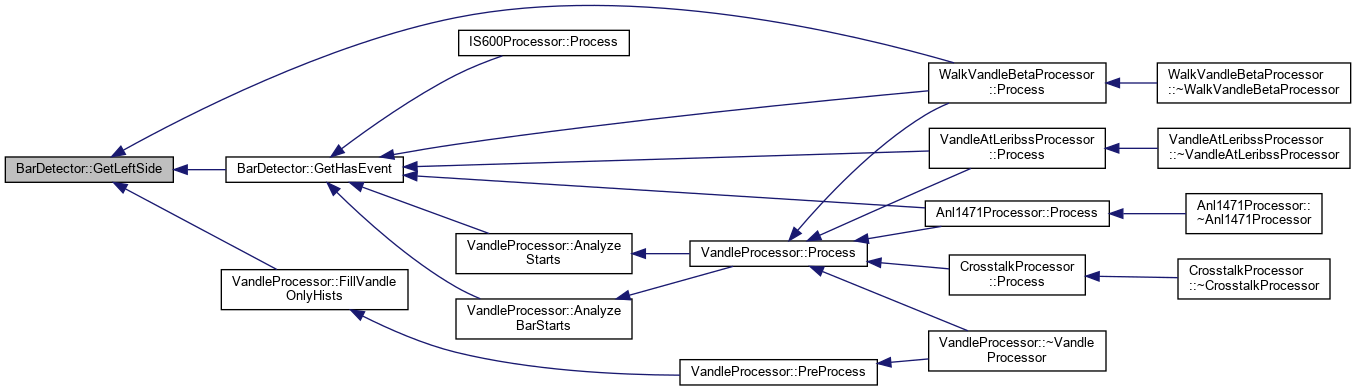 BarDetector::GetLeftSide
BarDetector::GetHasEvent
VandleProcessor::FillVandle
OnlyHists
IS600Processor::Process
VandleProcessor::Analyze
Starts
VandleProcessor::Analyze
BarStarts
VandleProcessor::Process
VandleProcessor::PreProcess
WalkVandleBetaProcessor
::Process
VandleAtLeribssProcessor
::Process
Anl1471Processor::Process
CrosstalkProcessor
::Process
VandleProcessor::~Vandle
Processor
WalkVandleBetaProcessor
::~WalkVandleBetaProcessor
VandleAtLeribssProcessor
::~VandleAtLeribssProcessor
Anl1471Processor::
~Anl1471Processor
CrosstalkProcessor
::~CrosstalkProcessor